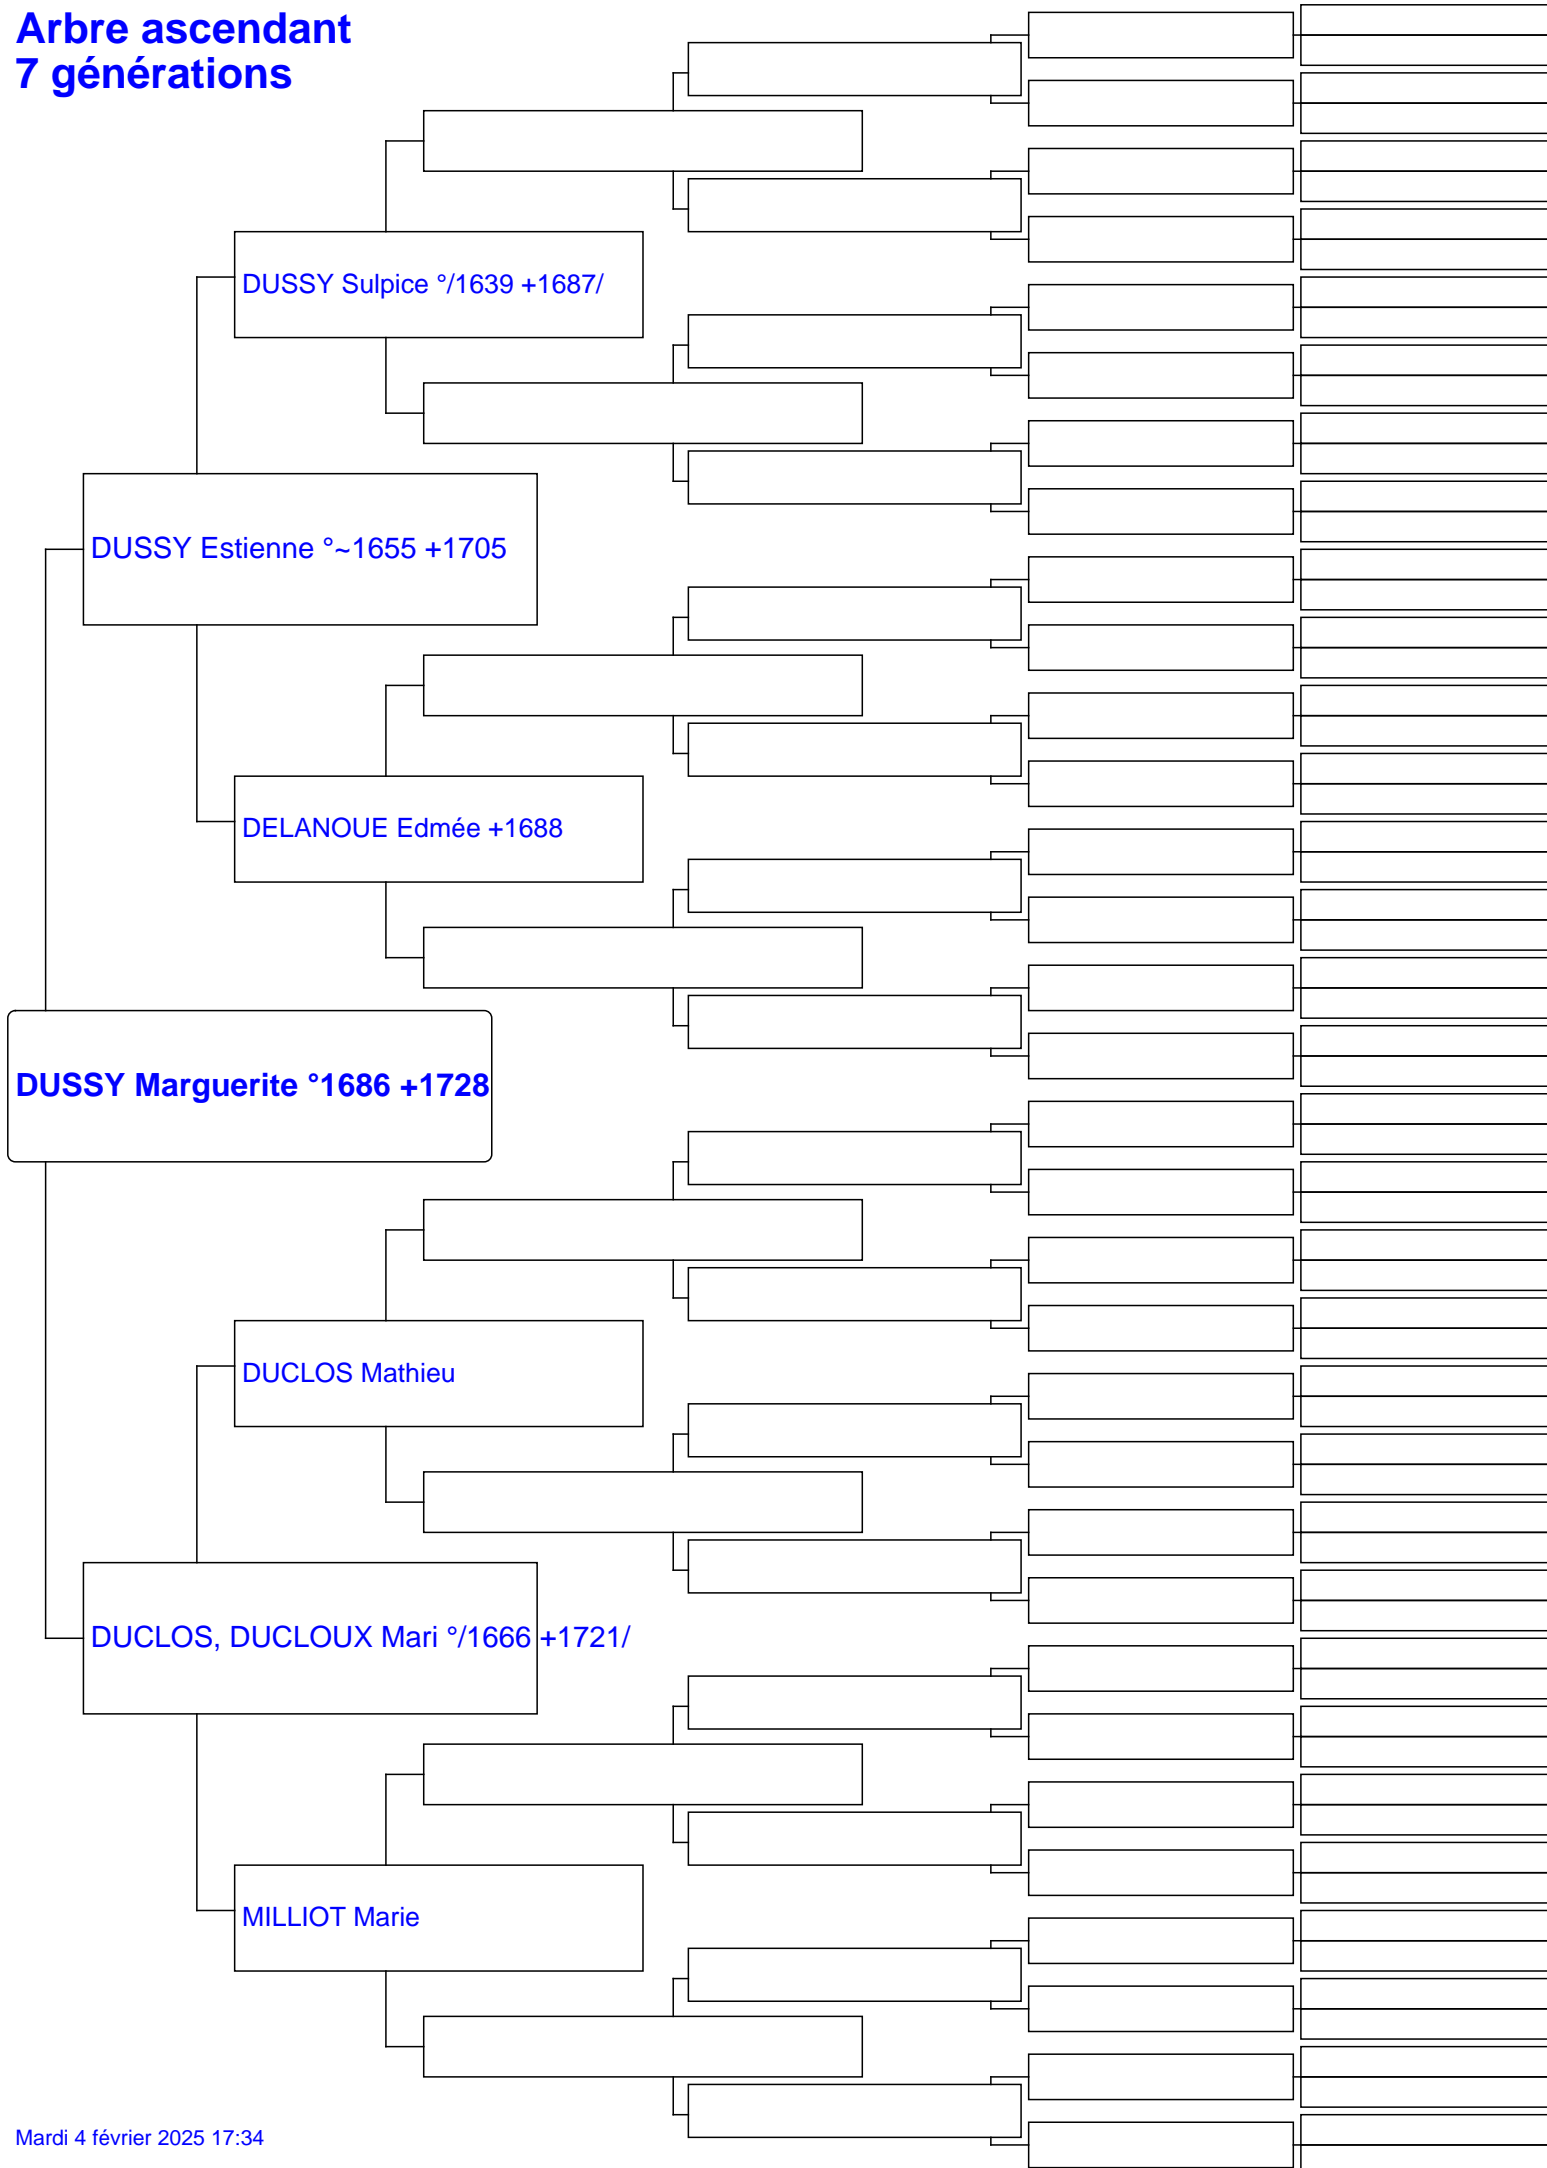 Arbre ascendant
7 générations
DUSSY Sulpice °/1639 +1687/
DUSSY Estienne °~1655 +1705
DELANOUE Edmée +1688
DUSSY Marguerite °1686 +1728
DUCLOS Mathieu
DUCLOS, DUCLOUX Mari °/1666 +1721/
MILLIOT Marie
Mardi 4 février 2025 17:34